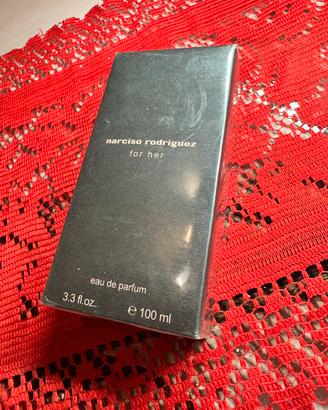 narciso rodriguez
for her
eau de parfum
3.3 fl.oz. ℮ 100 ml